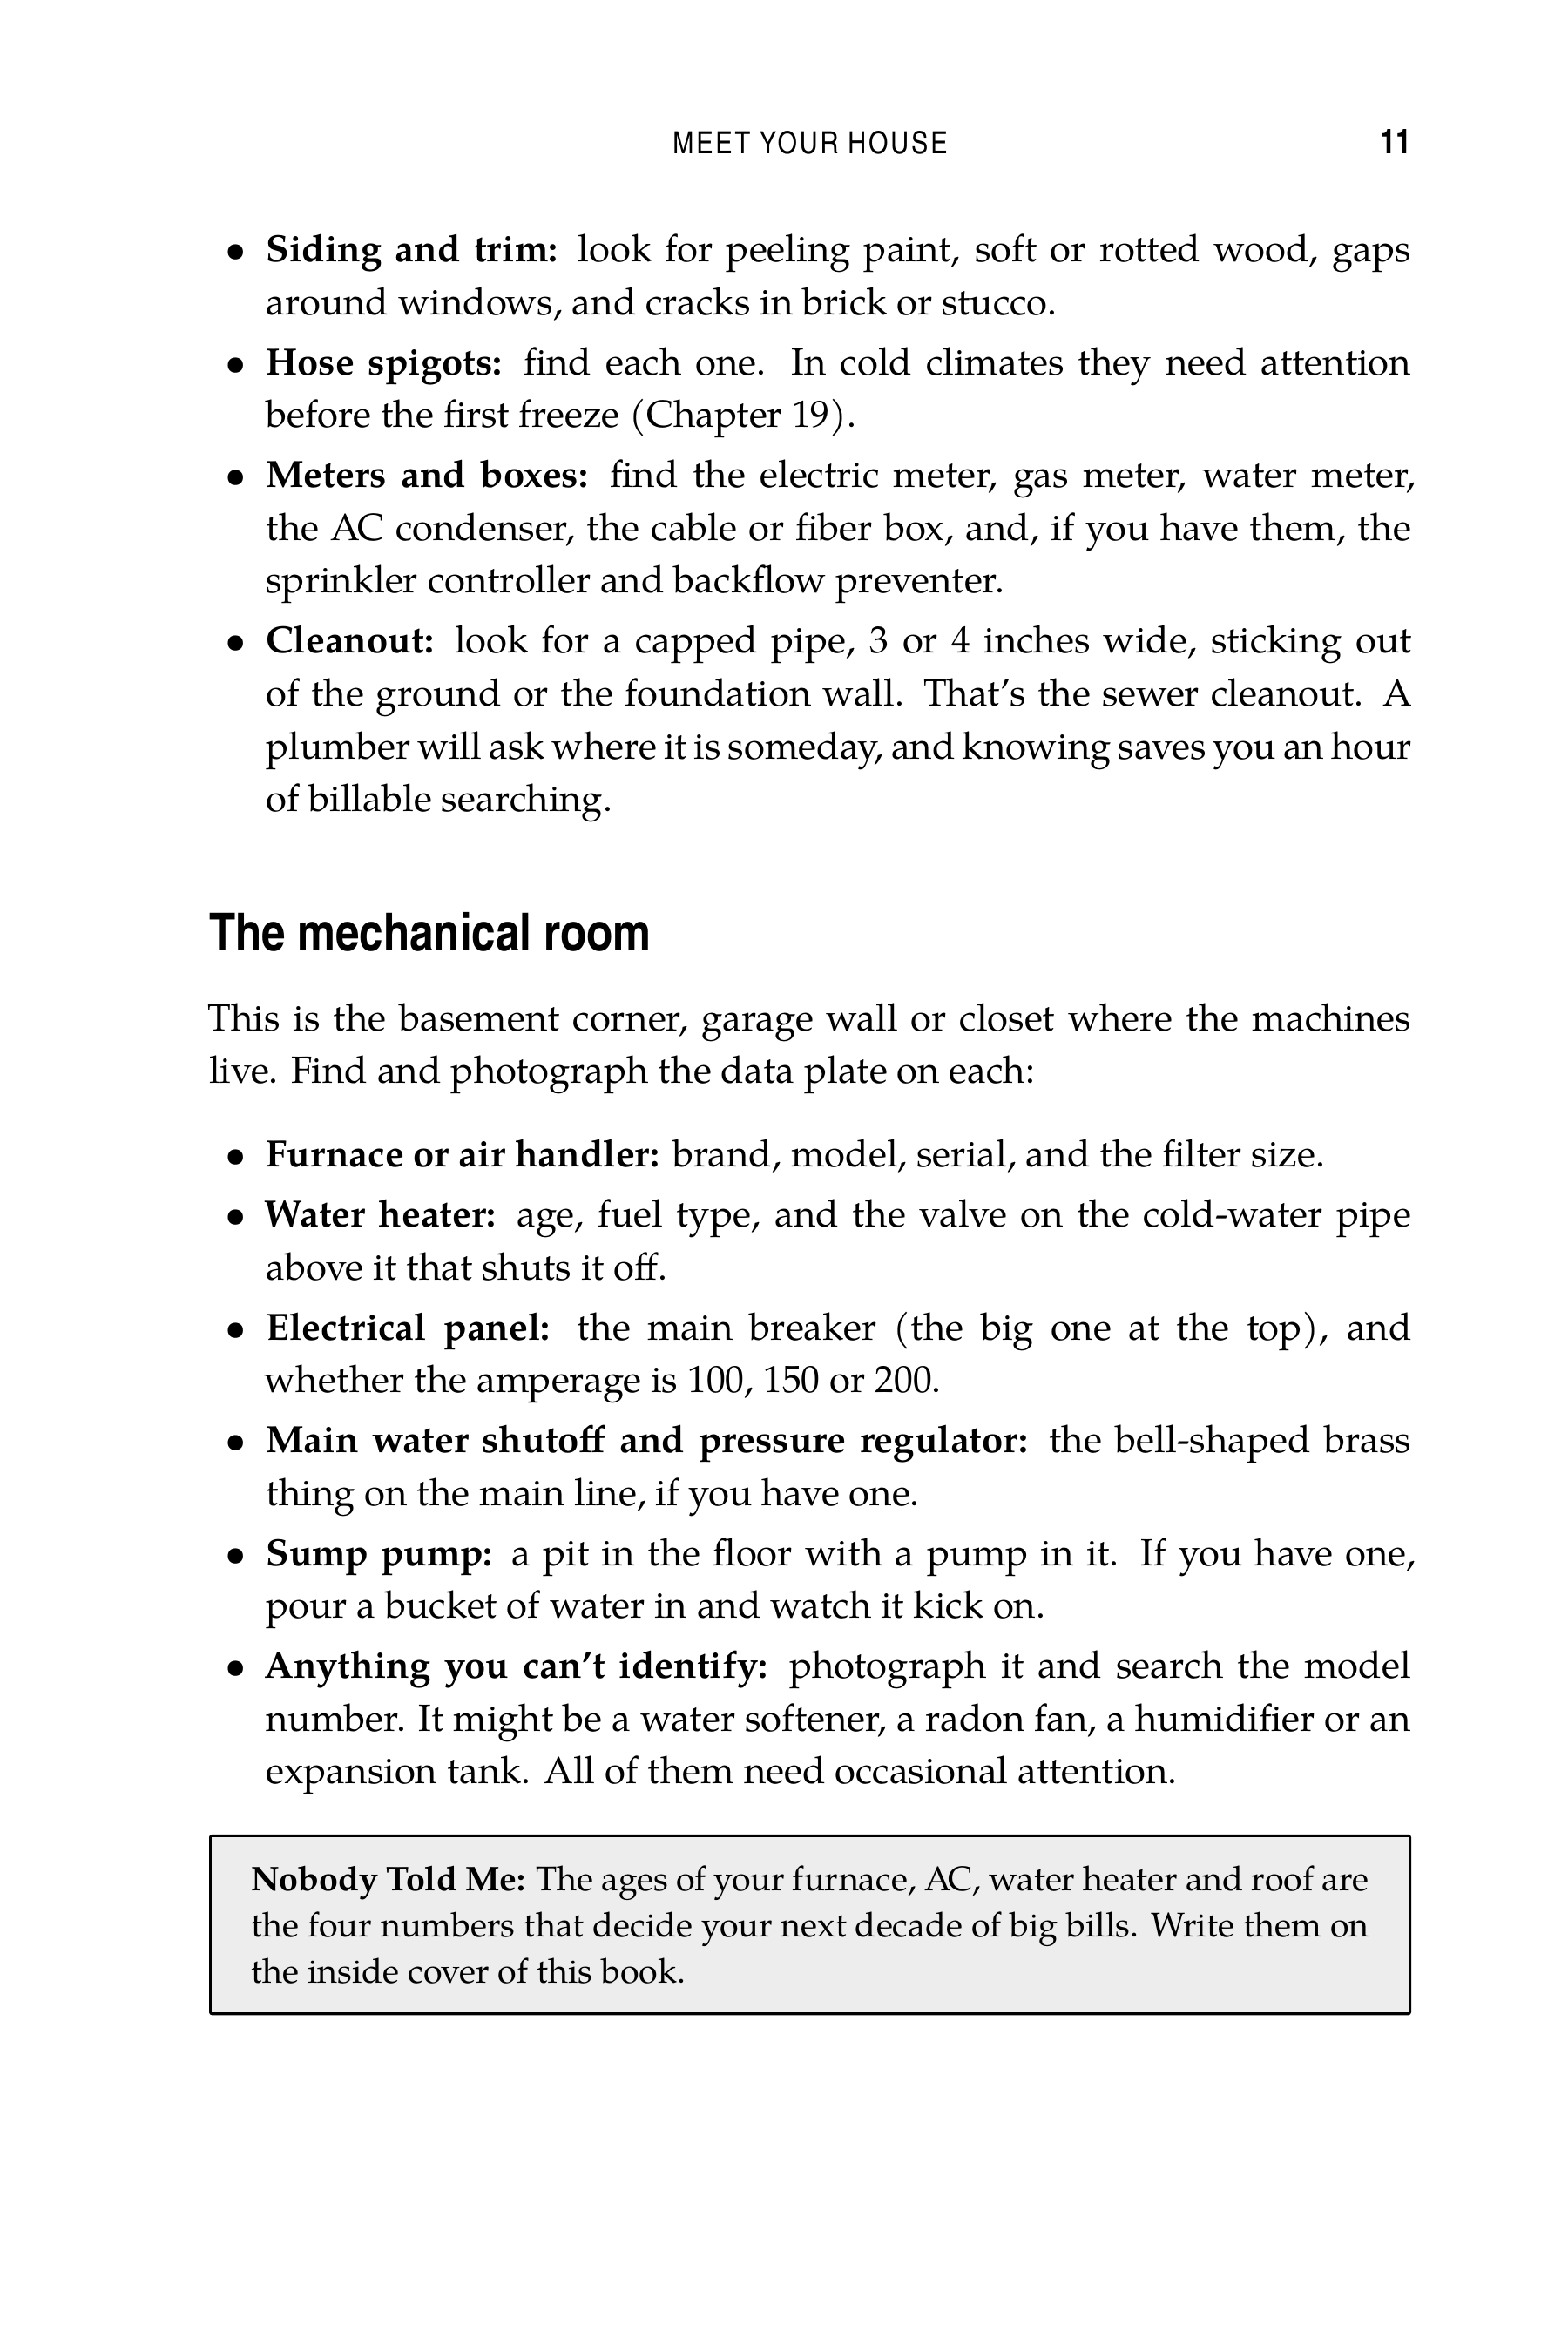 MEET YOUR HOUSE 11
• Siding and trim: look for peeling paint, soft or rotted wood, gaps
around windows, and cracks in brick or stucco.
• Hose spigots: find each one. In cold climates they need attention
before the first freeze (Chapter 19).
• Meters and boxes: find the electric meter, gas meter, water meter,
the AC condenser, the cable or fiber box, and, if you have them, the
sprinkler controller and backflow preventer.
• Cleanout: look for a capped pipe, 3 or 4 inches wide, sticking out
of the ground or the foundation wall. That's the sewer cleanout. A
plumber will ask where it is someday, and knowing saves you an hour
of billable searching.
The mechanical room
This is the basement corner, garage wall or closet where the machines
live. Find and photograph the data plate on each:
• Furnace or air handler: brand, model, serial, and the filter size.
• Water heater: age, fuel type, and the valve on the cold-water pipe
above it that shuts it off.
• Electrical panel: the main breaker (the big one at the top), and
whether the amperage is 100, 150 or 200.
• Main water shutoff and pressure regulator: the bell-shaped brass
thing on the main line, if you have one.
• Sump pump: a pit in the floor with a pump in it. If you have one,
pour a bucket of water in and watch it kick on.
• Anything you can't identify: photograph it and search the model
number. It might be a water softener, a radon fan, a humidifier or an
expansion tank. All of them need occasional attention.
Nobody Told Me: The ages of your furnace, AC, water heater and roof are
the four numbers that decide your next decade of big bills. Write them on
the inside cover of this book.